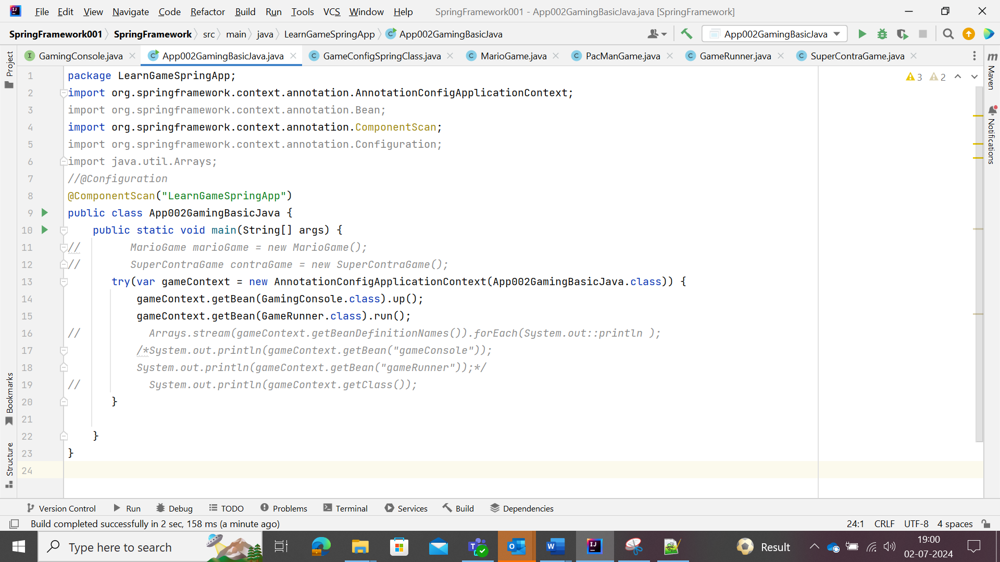 File Edit View Navigate Code Refactor Build Run Tools VCS Window Help SpringFramework001 - App002GamingBasicJava.java [SpringFramework]
SpringFramework001 SpringFramework src main java LearnGameSpringApp App002GamingBasicJava App002GamingBasicJava
GamingConsole.java App002GamingBasicJava.java GameConfigSpringClass.java MarioGame.java PacManGame.java GameRunner.java SuperContraGame.java
Project
Bookmarks
Structure
Maven
Notifications
3 2
1 package LearnGameSpringApp;
2 import org.springframework.context.annotation.AnnotationConfigApplicationContext;
3 import org.springframework.context.annotation.Bean;
4 import org.springframework.context.annotation.ComponentScan;
5 import org.springframework.context.annotation.Configuration;
6 import java.util.Arrays;
7 //@Configuration
8 @ComponentScan("LearnGameSpringApp")
9 public class App002GamingBasicJava {
10 public static void main(String[] args) {
11 // MarioGame marioGame = new MarioGame();
12 // SuperContraGame contraGame = new SuperContraGame();
13 try(var gameContext = new AnnotationConfigApplicationContext(App002GamingBasicJava.class)) {
14 gameContext.getBean(GamingConsole.class).up();
15 gameContext.getBean(GameRunner.class).run();
16 // Arrays.stream(gameContext.getBeanDefinitionNames()).forEach(System.out::println );
17 /*System.out.println(gameContext.getBean("gameConsole"));
18 System.out.println(gameContext.getBean("gameRunner"));*/
19 // System.out.println(gameContext.getClass());
20 }
21
22 }
23 }
24
Version Control Run Debug TODO Problems Terminal Services Build Dependencies
Build completed successfully in 2 sec, 158 ms (a minute ago) 24:1 CRLF UTF-8 4 spaces
Type here to search Result 19:00
02-07-2024